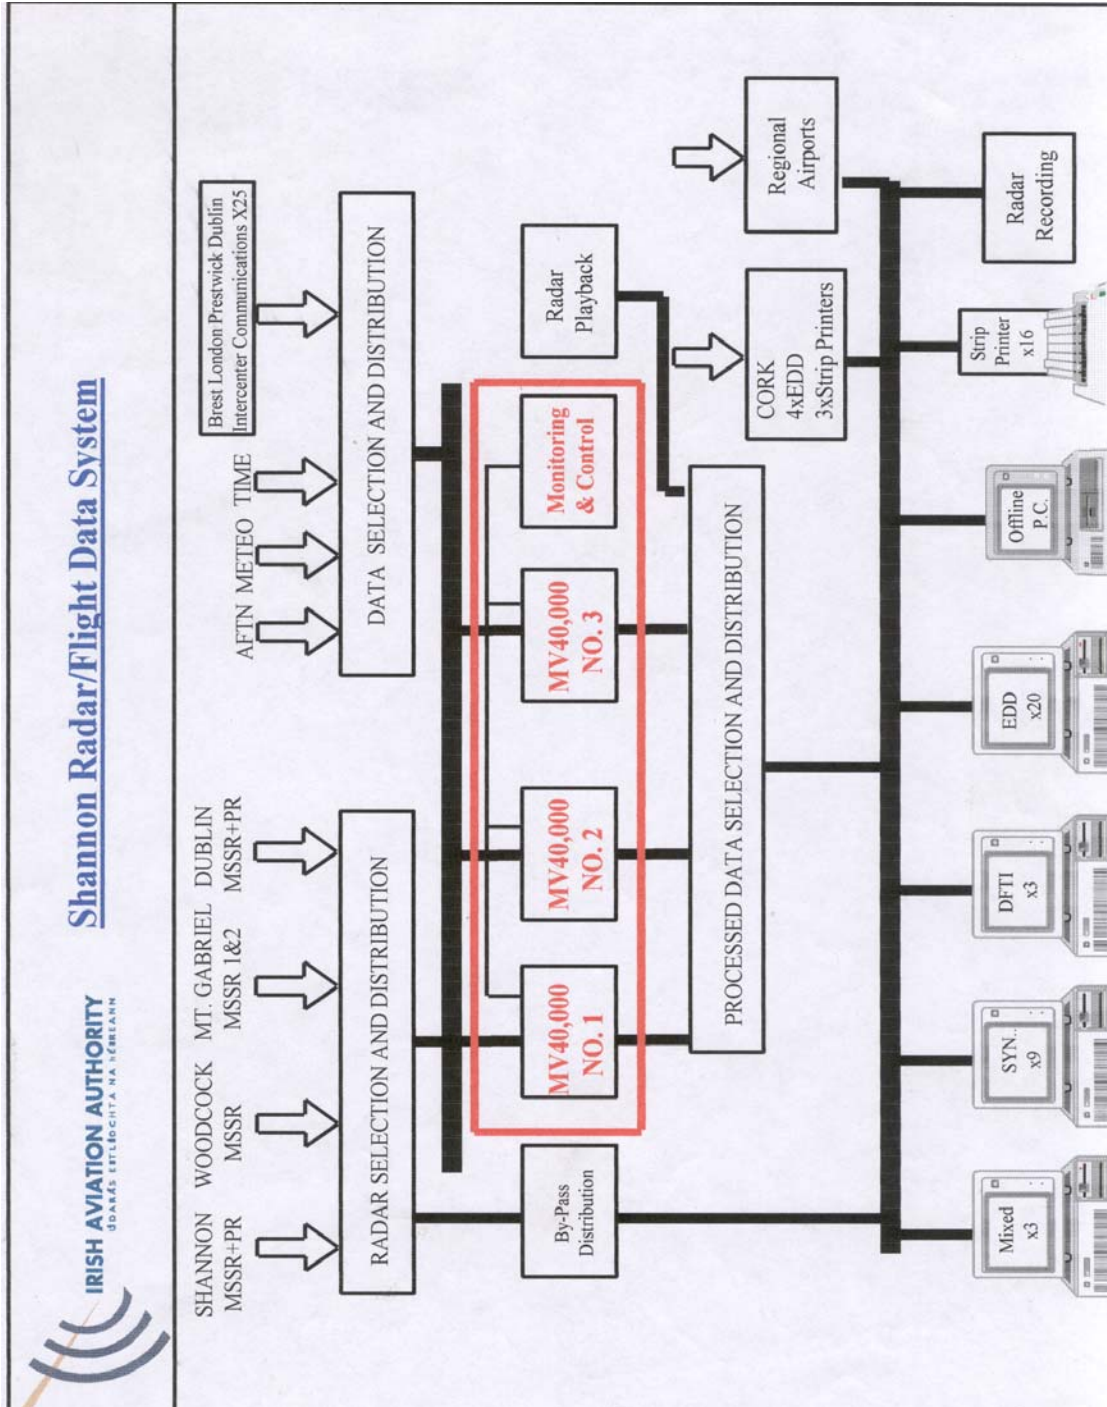 IRISH AVIATION AUTHORITY
Shannon Radar/Flight Data System
SHANNON
MSSR+PR
WOODCOCK
MSSR
MT. GABRIEL
MSSR 1&2
DUBLIN
MSSR+PR
AFTN METEO TIME
Brest London Prestwick Dublin
Intercenter Communications X25
RADAR SELECTION AND DISTRIBUTION
DATA SELECTION AND DISTRIBUTION
By-Pass
Distribution
MV40,000
NO. 1
MV40,000
NO. 2
MV40,000
NO. 3
Monitoring
& Control
Radar
Playback
PROCESSED DATA SELECTION AND DISTRIBUTION
CORK
4xEDD
3xStrip Printers
Regional
Airports
Mixed
x3
SYN..
x9
DFTI
x3
EDD
x20
Offline
P.C.
Strip
Printer
x16
Radar
Recording